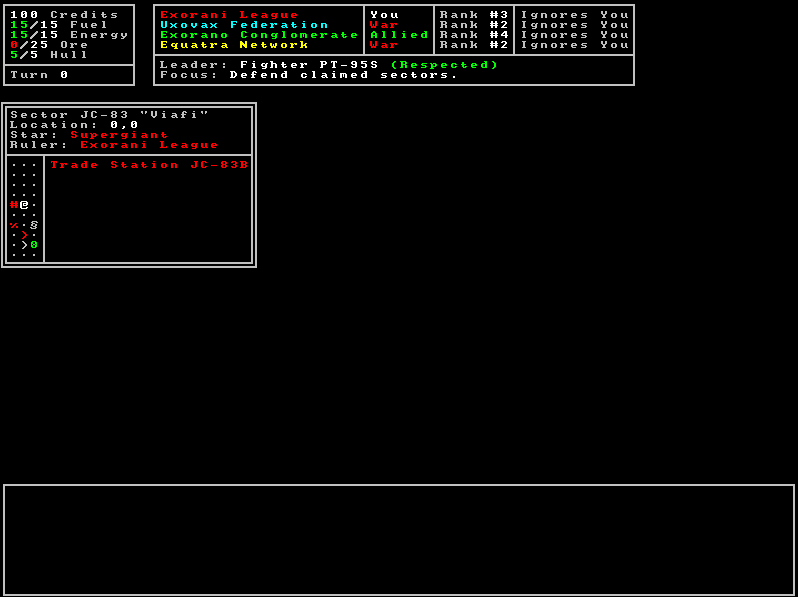 100 Credits
15/15 Fuel
15/15 Energy
0/25 Ore
5/5 Hull
Turn 0
Exorani League You Rank #3 Ignores You
Uxovax Federation War Rank #2 Ignores You
Exorano Conglomerate Allied Rank #4 Ignores You
Equatra Network War Rank #2 Ignores You
Leader: Fighter PT-95S (Respected)
Focus: Defend claimed sectors.
Sector JC-83 "Viafi"
Location: 0,0
Star: Supergiant
Ruler: Exorani League
... Trade Station JC-83B
...
...
...
#@.
...
%.§
.>.
.>0
...